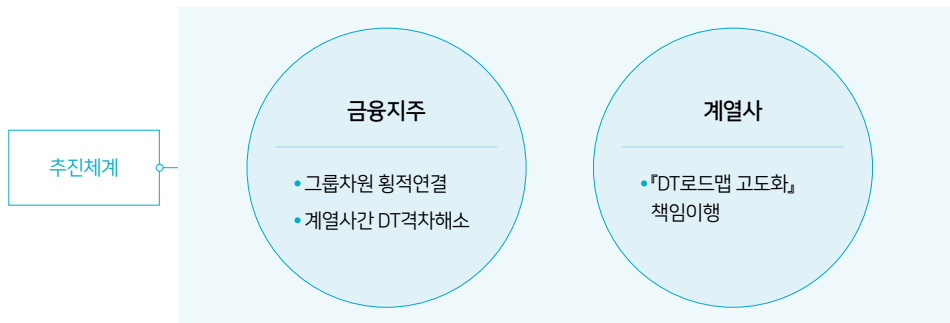 추진체계
금융지주
• 그룹차원 횡적연결
• 계열사간 DT격차해소
계열사
• 『DT로드맵 고도화』
책임이행